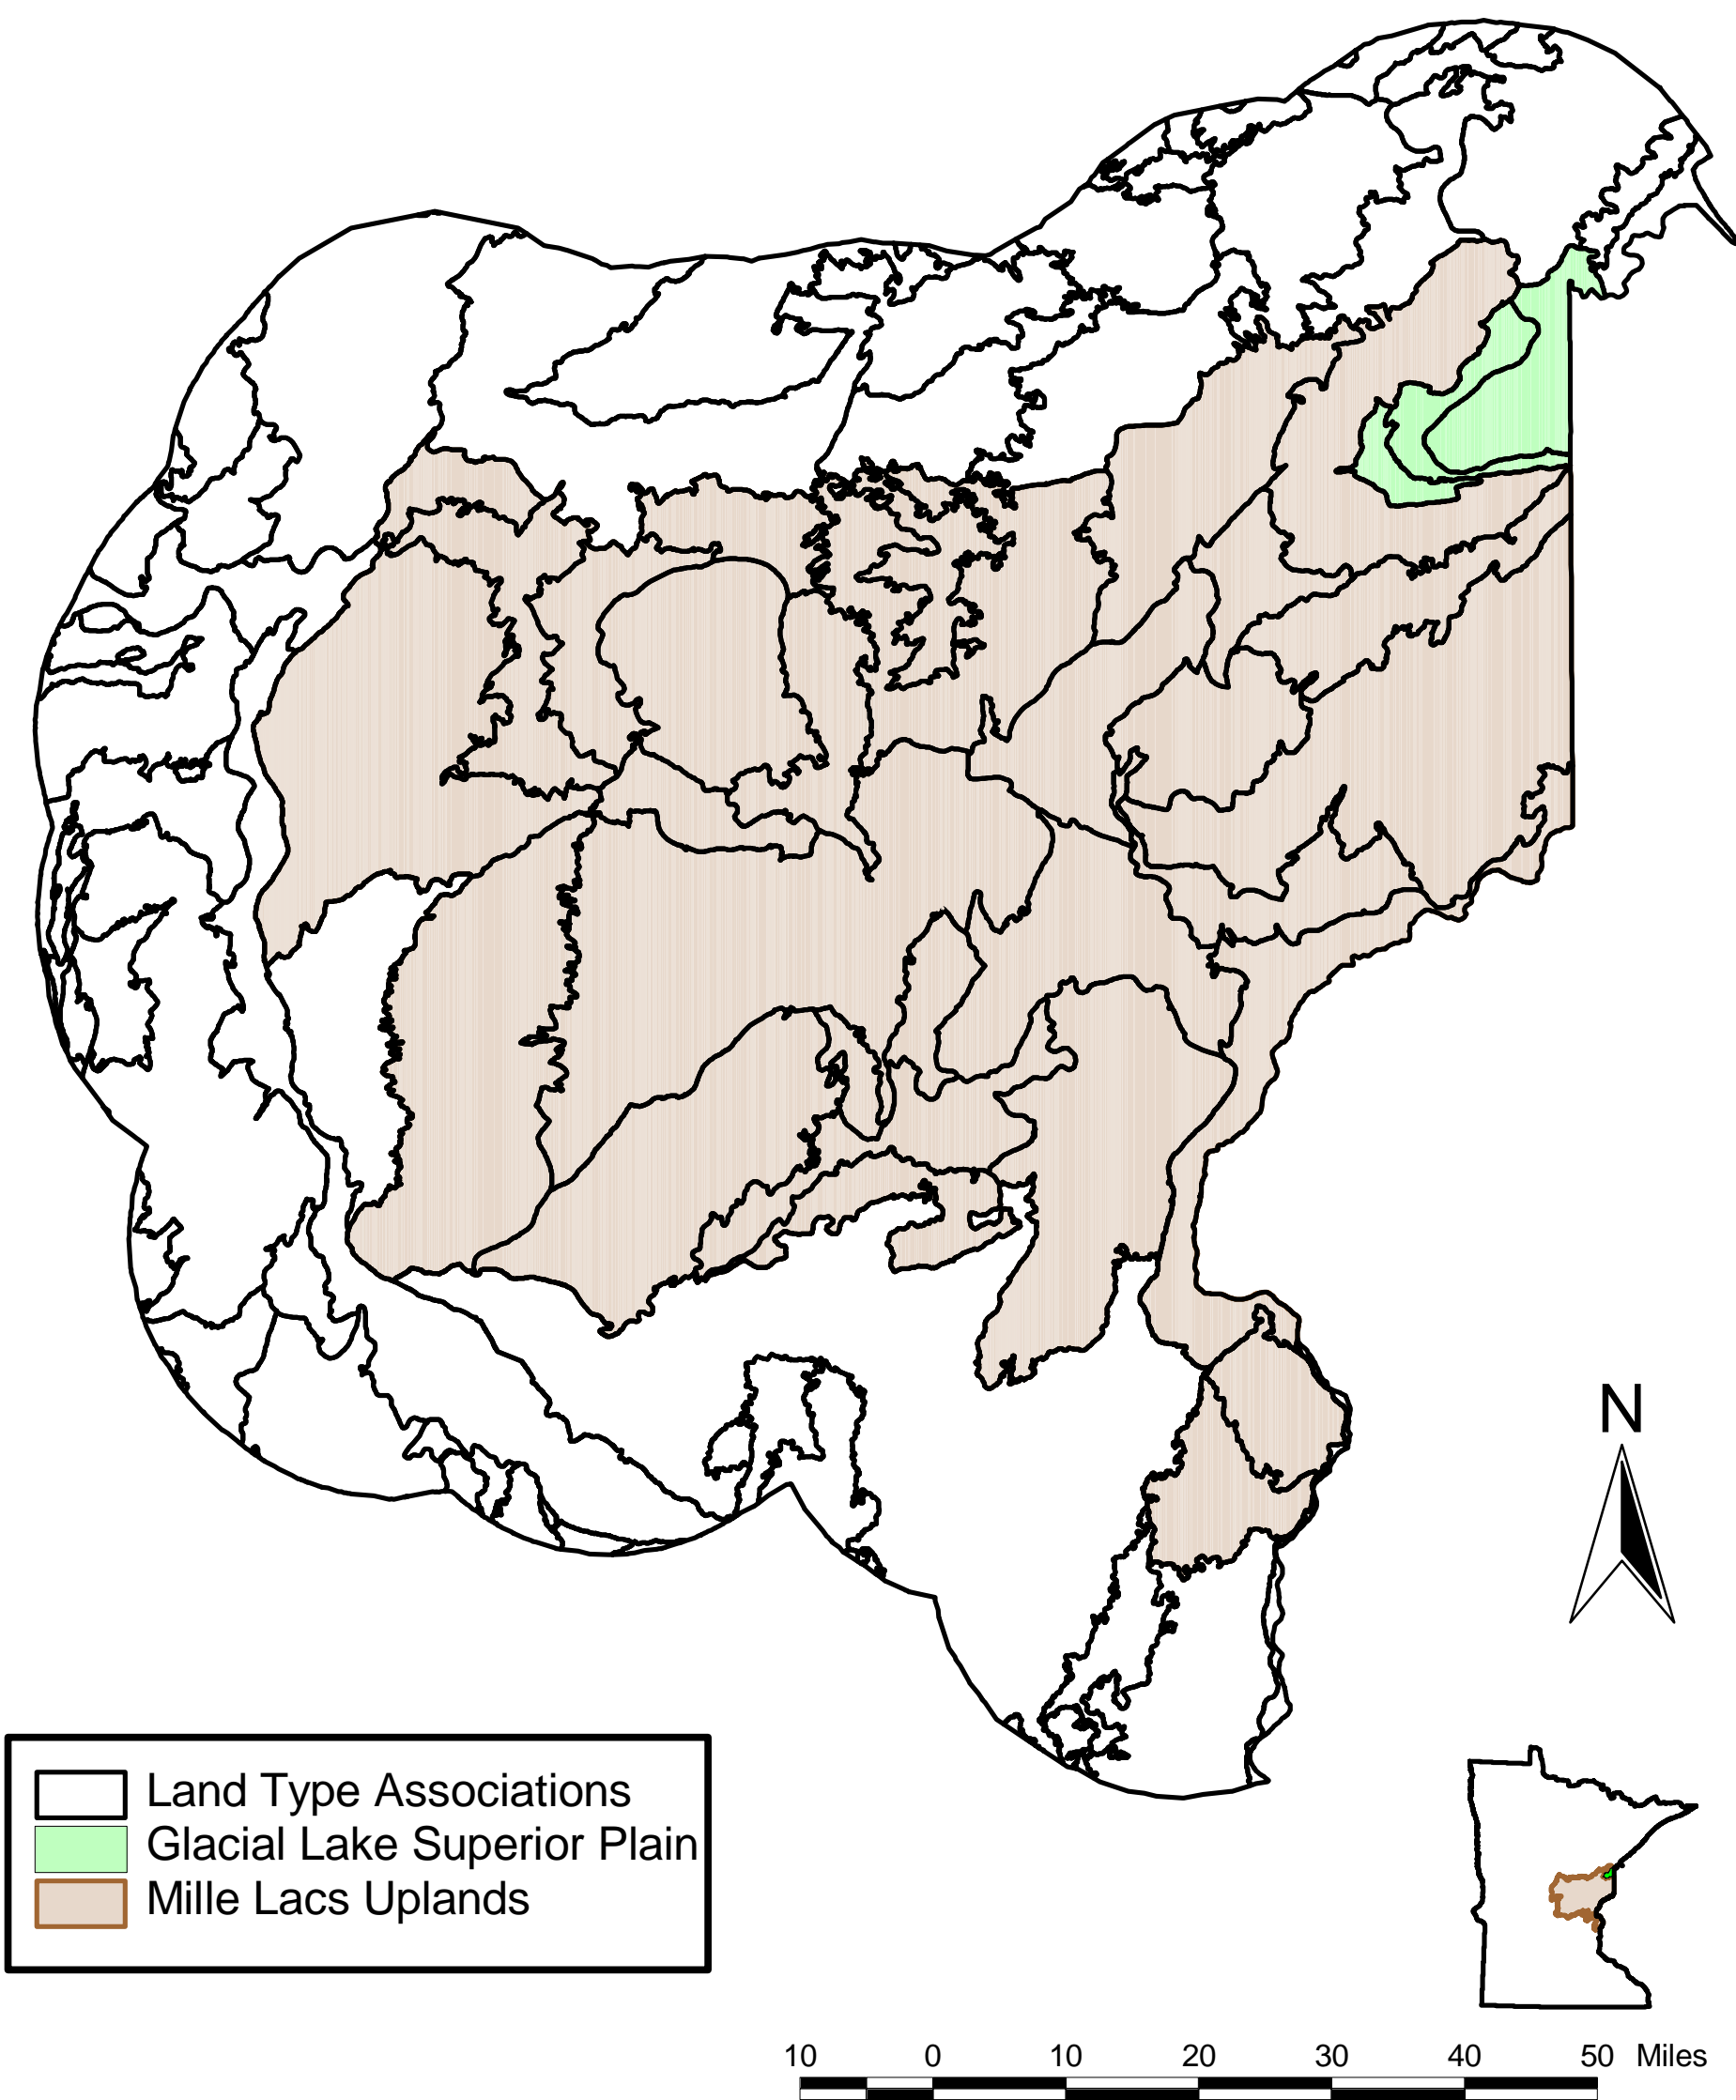 N
Land Type Associations
Glacial Lake Superior Plain
Mille Lacs Uplands
10 0 10 20 30 40 50 Miles